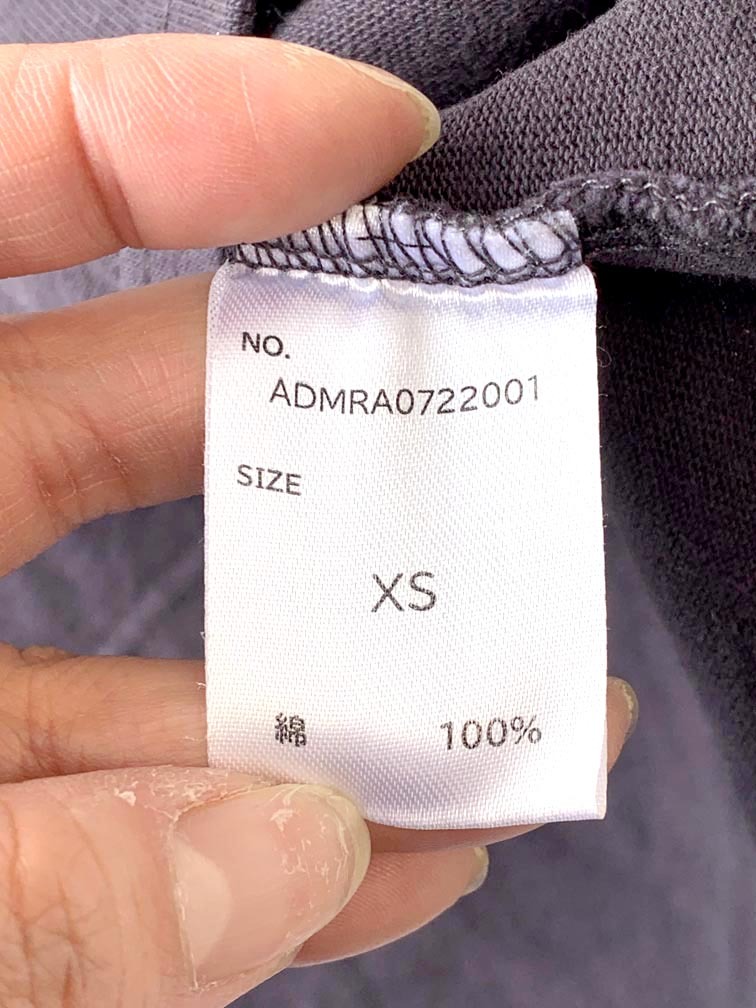 NO.
ADMRA0722001
SIZE
XS
綿 100%